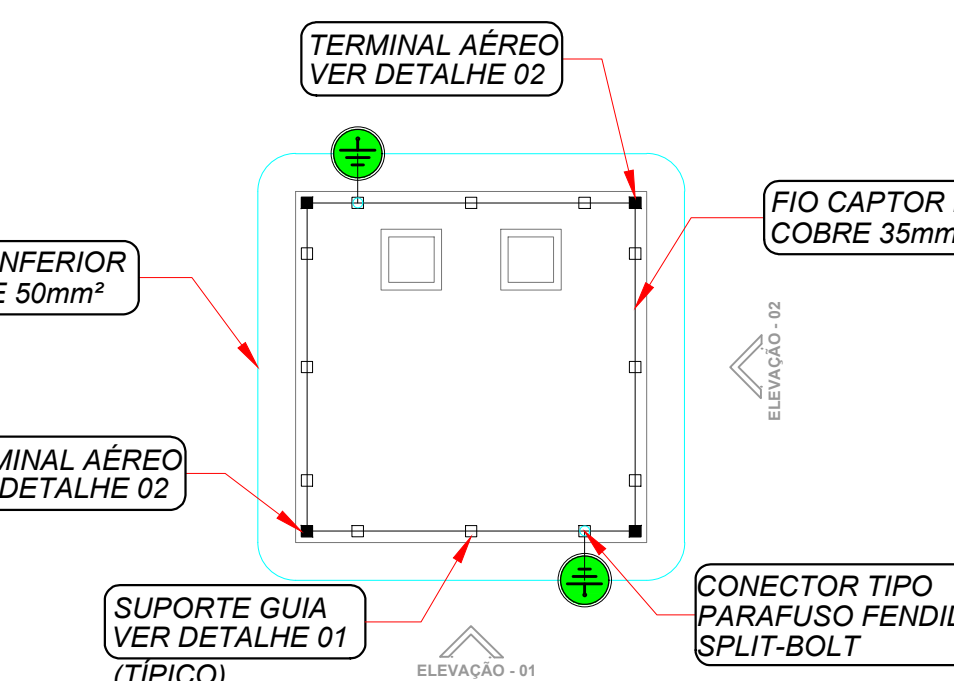 TERMINAL AÉREO
VER DETALHE 02
FIO CAPTOR
COBRE 35mm
NFERIOR
50mm²
ELEVAÇÃO - 02
MINAL AÉREO
DETALHE 02
SUPORTE GUIA
VER DETALHE 01
(TÍPICO)
ELEVAÇÃO - 01
CONECTOR TIPO
PARAFUSO FENDI
SPLIT-BOLT